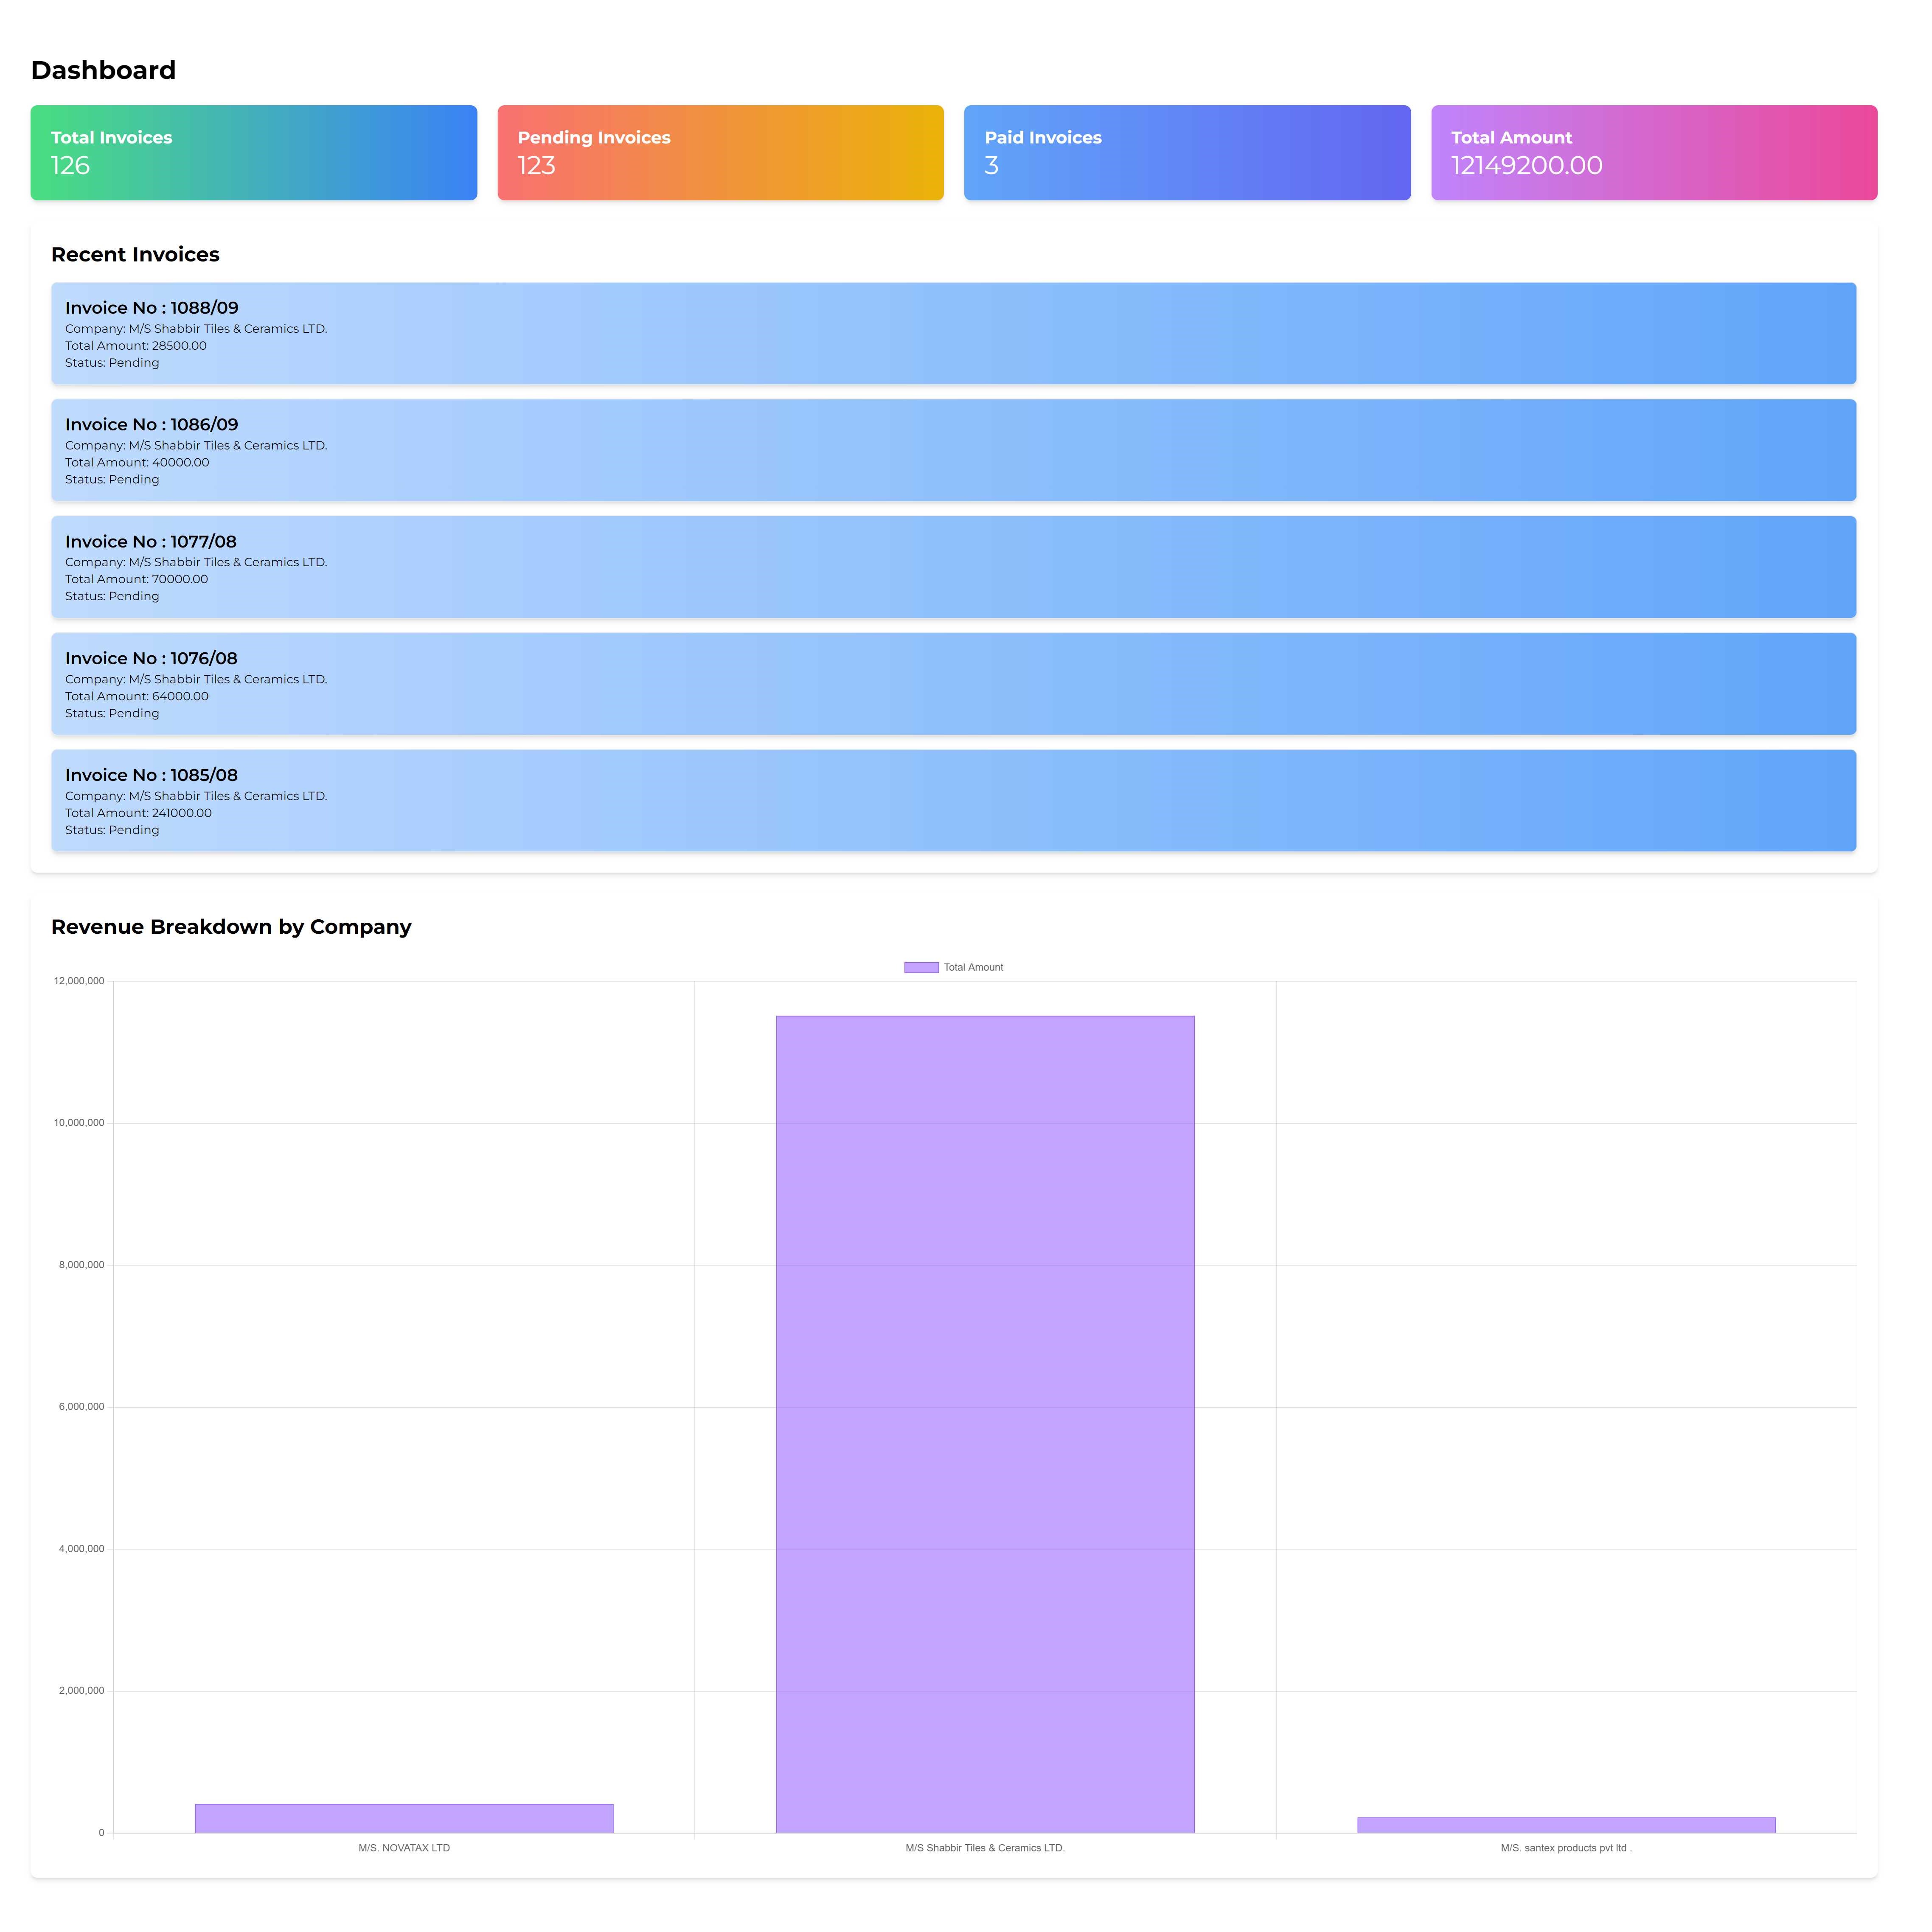 Dashboard
Total Invoices
126
Pending Invoices
123
Paid Invoices
3
Total Amount
12149200.00
Recent Invoices
Invoice No : 1088/09
Company: M/S Shabbir Tiles & Ceramics LTD.
Total Amount: 28500.00
Status: Pending
Invoice No : 1086/09
Company: M/S Shabbir Tiles & Ceramics LTD.
Total Amount: 40000.00
Status: Pending
Invoice No : 1077/08
Company: M/S Shabbir Tiles & Ceramics LTD.
Total Amount: 70000.00
Status: Pending
Invoice No : 1076/08
Company: M/S Shabbir Tiles & Ceramics LTD.
Total Amount: 64000.00
Status: Pending
Invoice No : 1085/08
Company: M/S Shabbir Tiles & Ceramics LTD.
Total Amount: 241000.00
Status: Pending
Revenue Breakdown by Company
Total Amount
12,000,000
10,000,000
8,000,000
6,000,000
4,000,000
2,000,000
0
M/S. NOVATAX LTD
M/S Shabbir Tiles & Ceramics LTD.
M/S. santex products pvt ltd .